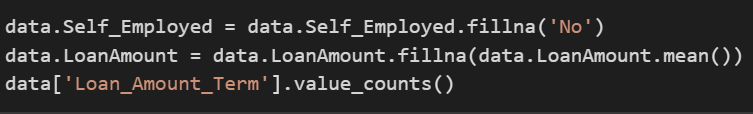 data.Self_Employed = data.Self_Employed.fillna('No')
data.LoanAmount = data.LoanAmount.fillna(data.LoanAmount.mean())
data['Loan_Amount_Term'].value_counts()